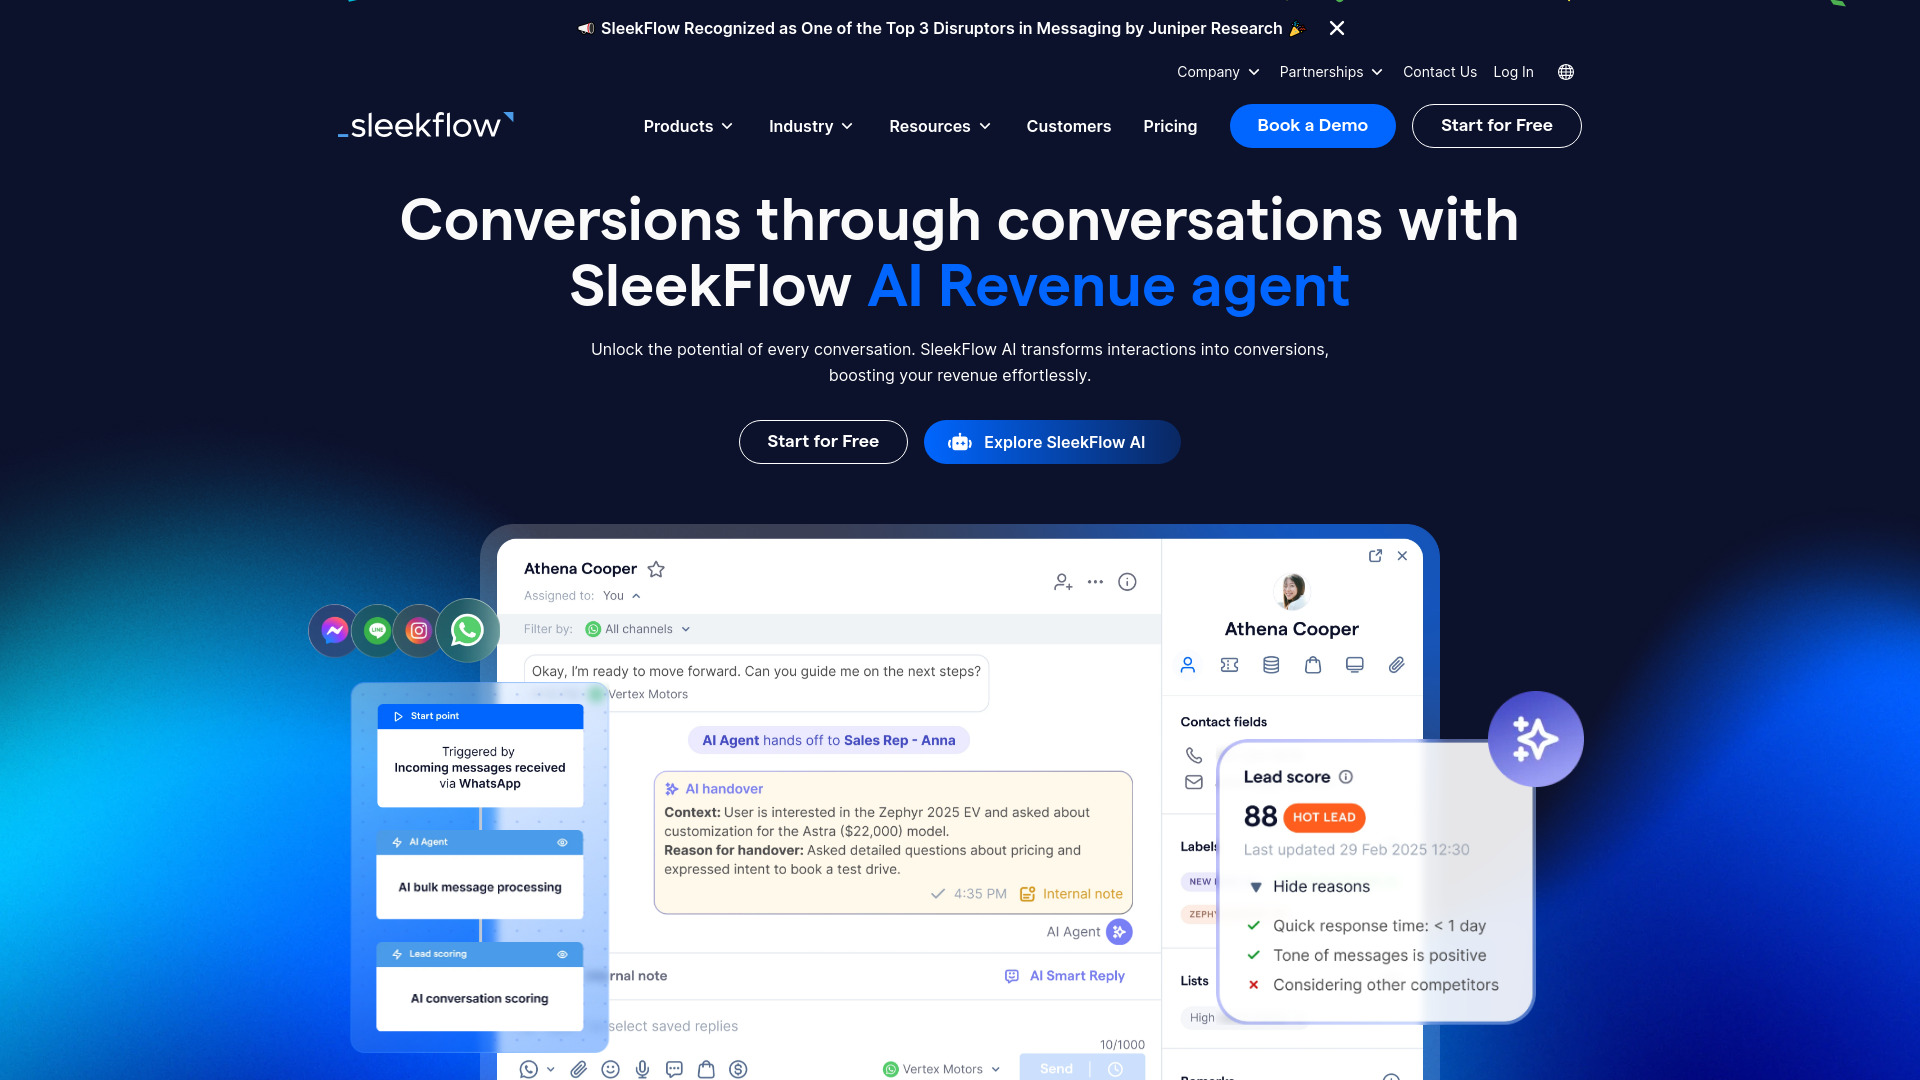 SleekFlow Recognized as One of the Top 3 Disruptors in Messaging by Juniper Research
Company
Partnerships
Contact Us
Log In
_sleekflow
Products
Industry
Resources
Customers
Pricing
Book a Demo
Start for Free
Conversions through conversations with
SleekFlow AI Revenue agent
Unlock the potential of every conversation. SleekFlow AI transforms interactions into conversions,
boosting your revenue effortlessly.
Start for Free
Explore SleekFlow AI
Athena Cooper
Assigned to: You
Filter by: All channels
Okay, I'm ready to move forward. Can you guide me on the next steps?
Vertex Motors
AI Agent hands off to Sales Rep - Anna
AI handover
Context: User is interested in the Zephyr 2025 EV and asked about
customization for the Astra ($22,000) model.
Reason for handover: Asked detailed questions about pricing and
expressed intent to book a test drive.
4:35 PM
Internal note
AI Agent
rnal note
AI Smart Reply
select saved replies
10/1000
Vertex Motors
Send
LINE
Start point
Triggered by
Incoming messages received
via WhatsApp
AI Agent
AI bulk message processing
Lead scoring
AI conversation scoring
Athena Cooper
Contact fields
Labels
NEW
ZEPHY
Lists
High
Lead score
88
HOT LEAD
Last updated 29 Feb 2025 12:30
Hide reasons
Quick response time: < 1 day
Tone of messages is positive
Considering other competitors